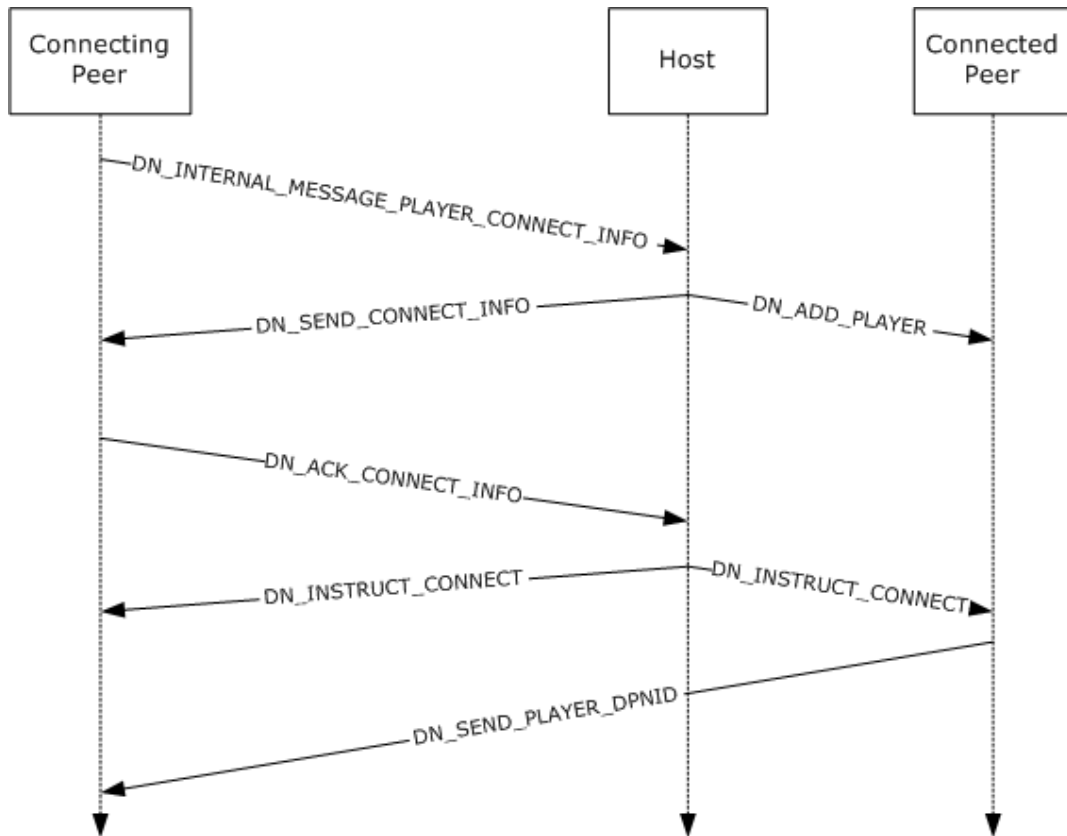 Connecting
Peer
Host
Connected
Peer
DN_INTERNAL_MESSAGE_PLAYER_CONNECT_INFO
DN_SEND_CONNECT_INFO
DN_ADD_PLAYER
DN_ACK_CONNECT_INFO
DN_INSTRUCT_CONNECT
DN_INSTRUCT_CONNECT
DN_SEND_PLAYER_DPNID